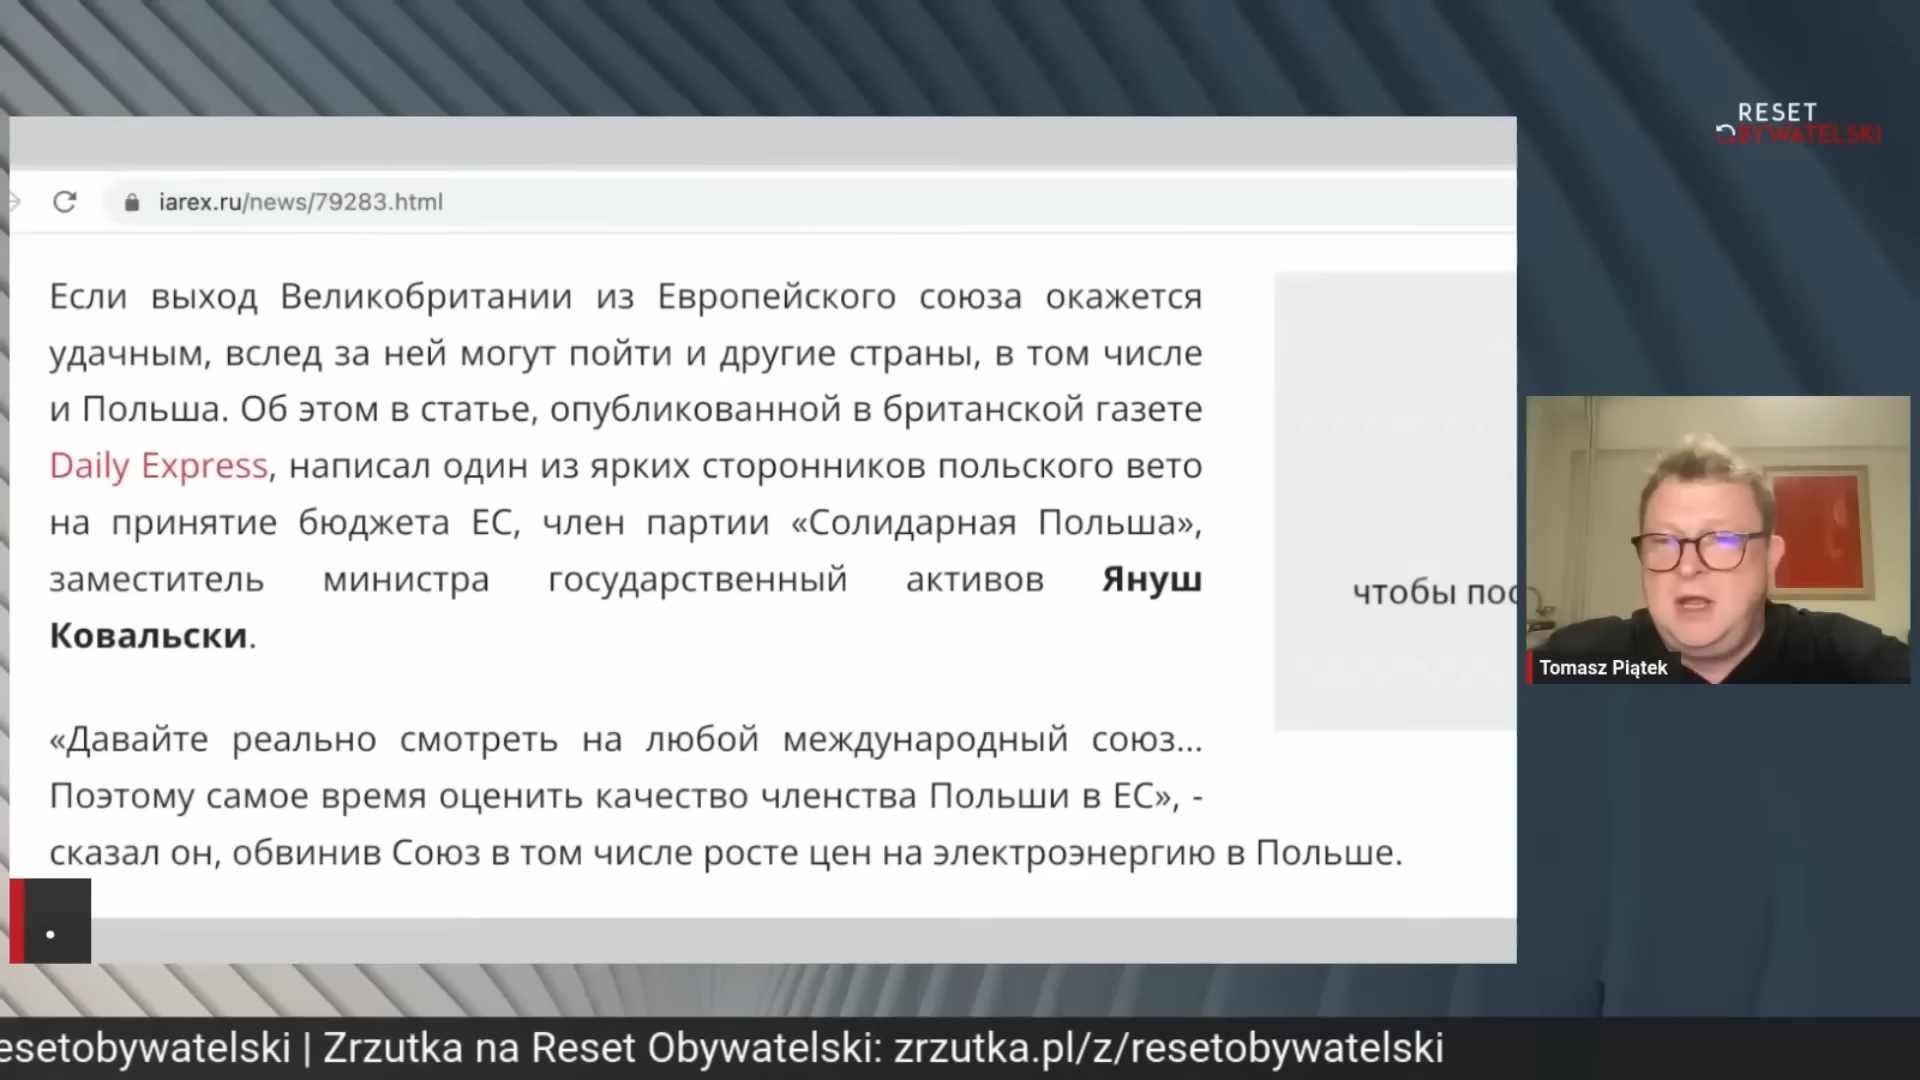 RESET
OBYWATELSKI
iarex.ru/news/79283.html
Если выход Великобритании из Европейского союза окажется
удачным, вслед за ней могут пойти и другие страны, в том числе
и Польша. Об этом в статье, опубликованной в британской газете
Daily Express, написал один из ярких сторонников польского вето
на принятие бюджета ЕС, член партии «Солидарная Польша»,
заместитель министра государственный активов Януш
Ковальски.
чтобы пос
«Давайте реально смотреть на любой международный союз...
Поэтому самое время оценить качество членства Польши в ЕС», -
сказал он, обвинив Союз в том числе росте цен на электроэнергию в Польше.
Tomasz Piątek
.
esetobywatelski | Zrzutka na Reset Obywatelski: zrzutka.pl/z/resetobywatelski